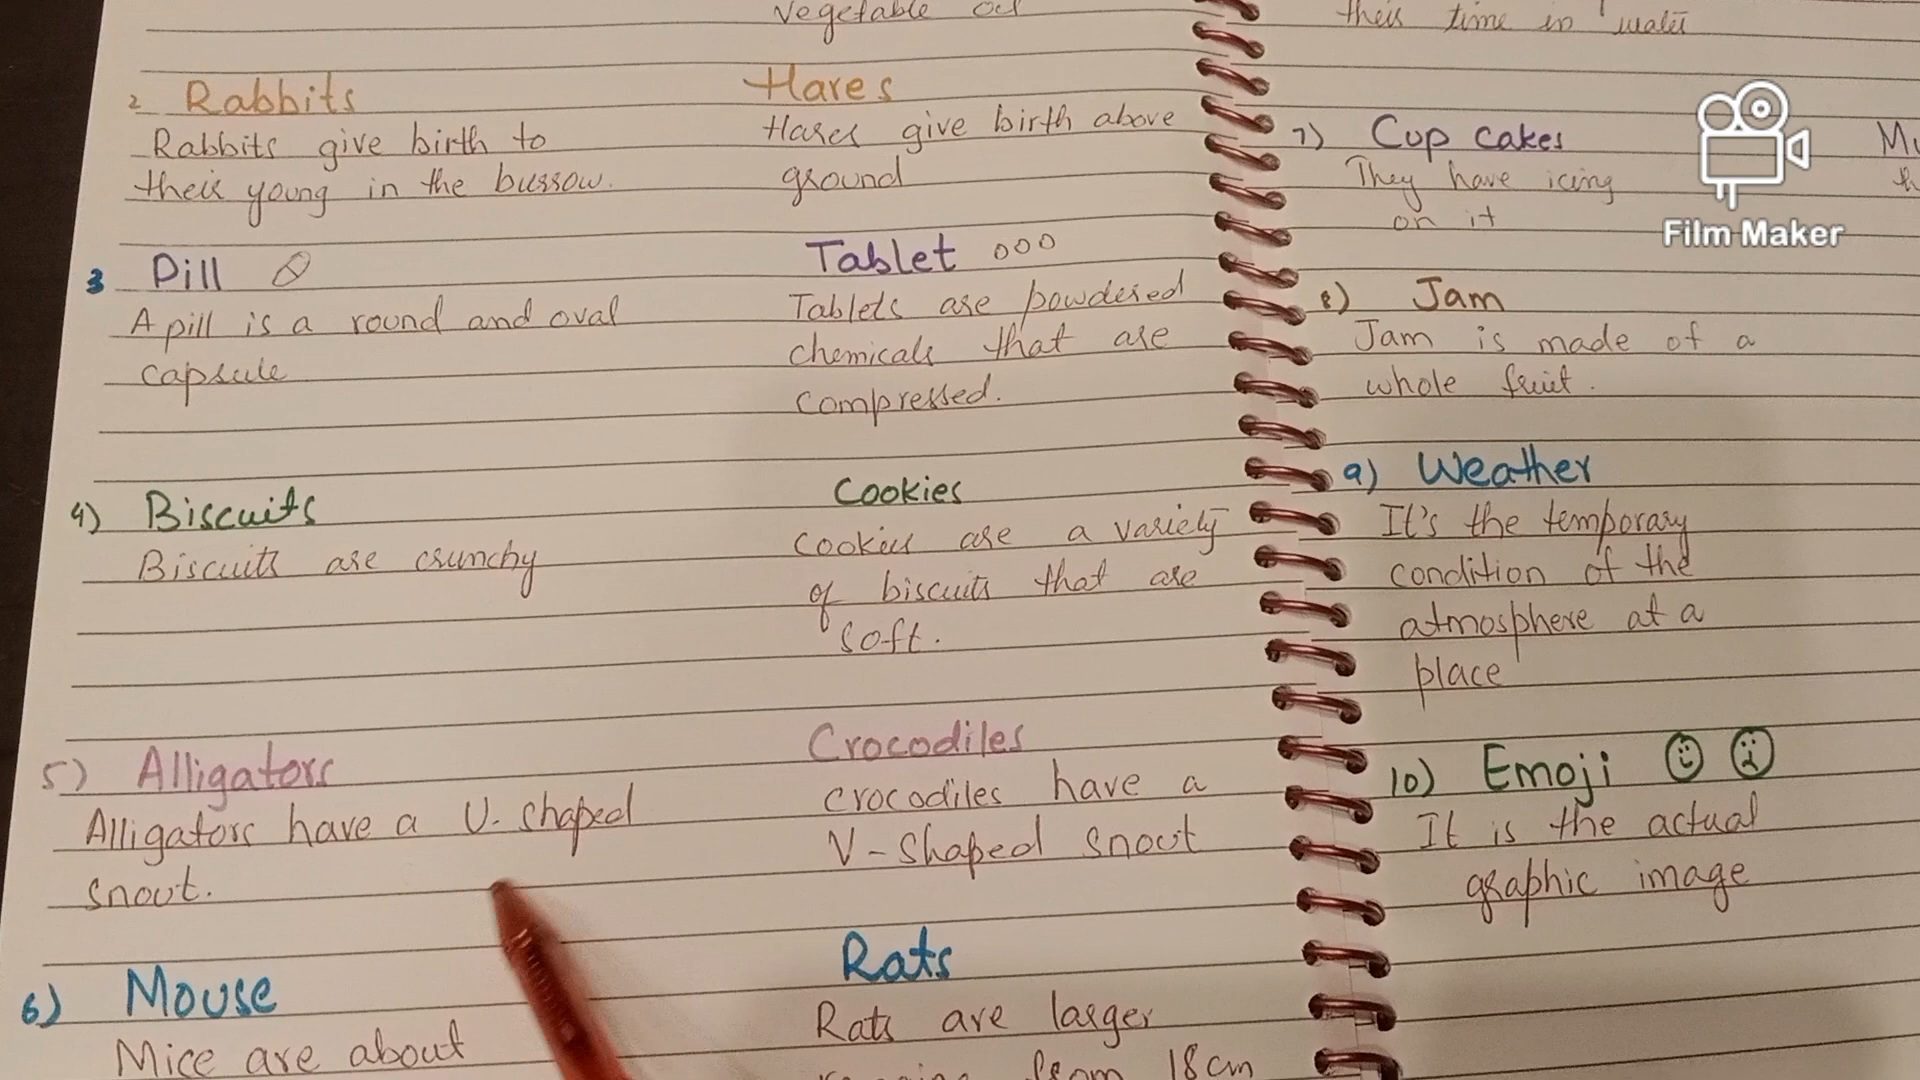 vegetable oil
2 Rabbits
Rabbits give birth to
their young in the burrow.
Hares
Hares give birth above
ground
3 Pill
A pill is a round and oval
capsule
Tablet
Tablets are powdered
chemicals that are
compressed.
4) Biscuits
Biscuits are crunchy
Cookies
Cookies are a variety
of biscuits that are
soft.
5) Alligators
Alligators have a U-shaped
snout.
Crocodiles
crocodiles have a
V-shaped snout
6) Mouse
Mice are about
Rats
Rats are larger
from 18cm
their time in water
7) Cup cakes
They have icing
on it
8) Jam
Jam is made of a
whole fruit.
9) Weather
It's the temporary
condition of the
atmosphere at a
place
10) Emoji
It is the actual
graphic image
Film Maker